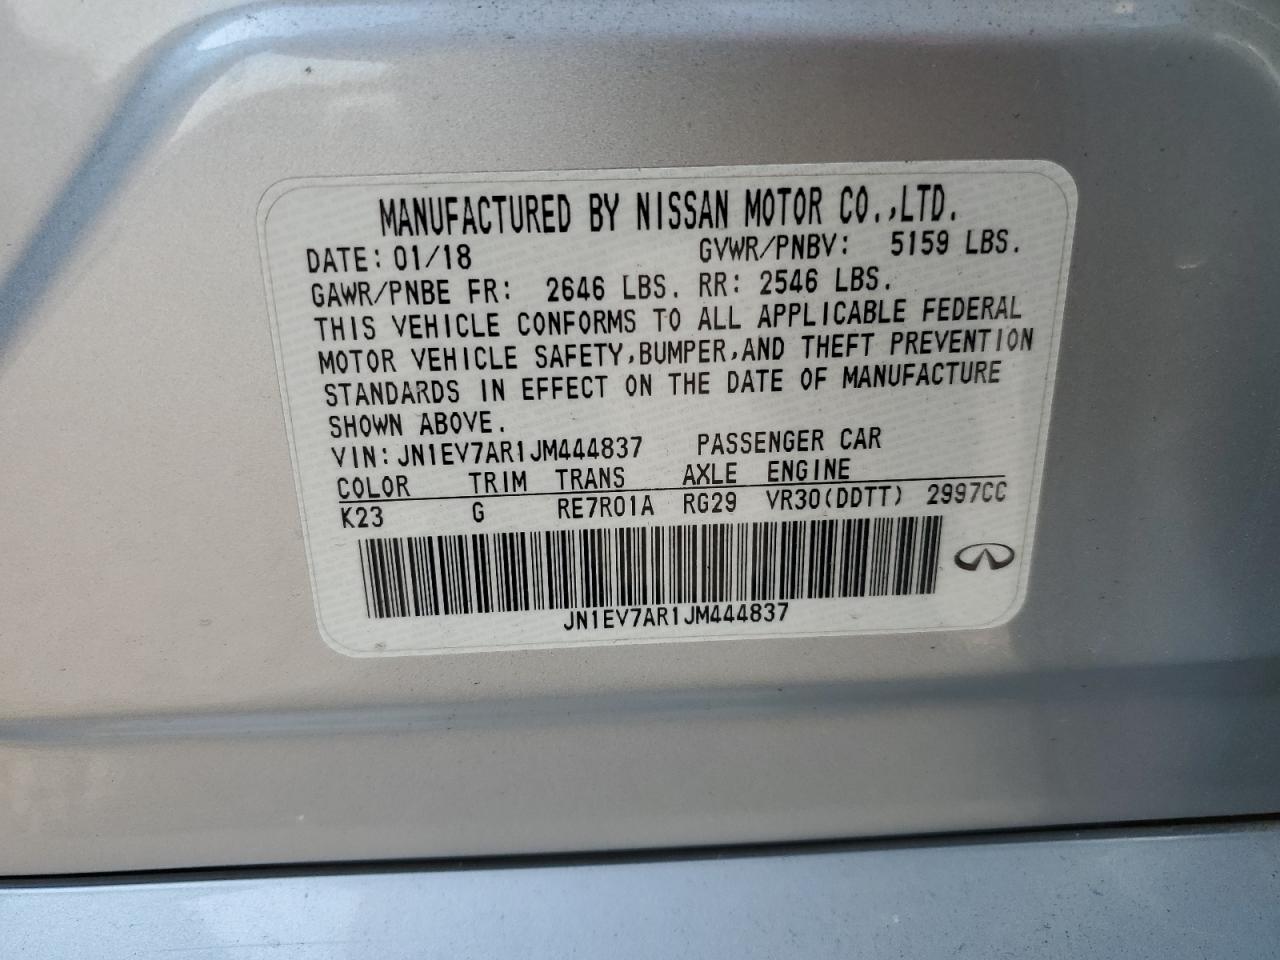 MANUFACTURED BY NISSAN MOTOR CO.,LTD.
DATE: 01/18 GVWR/PNBV: 5159 LBS.
GAWR/PNBE FR: 2646 LBS. RR: 2546 LBS.
THIS VEHICLE CONFORMS TO ALL APPLICABLE FEDERAL
MOTOR VEHICLE SAFETY,BUMPER,AND THEFT PREVENTION
STANDARDS IN EFFECT ON THE DATE OF MANUFACTURE
SHOWN ABOVE.
VIN: JN1EV7AR1JM444837 PASSENGER CAR
COLOR TRIM TRANS AXLE ENGINE
K23 G RE7R01A RG29 VR30(DDTT) 2997CC
JN1EV7AR1JM444837